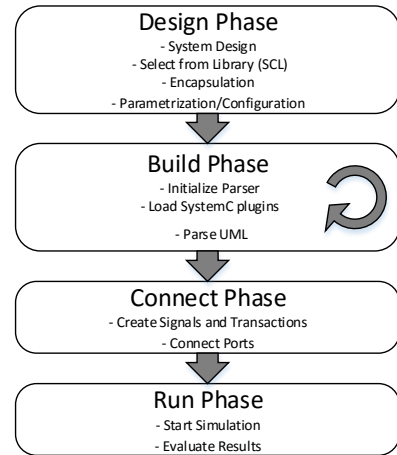 Design Phase
- System Design
- Select from Library (SCL)
- Encapsulation
- Parametrization/Configuration
Build Phase
- Initialize Parser
- Load SystemC plugins
- Parse UML
Connect Phase
- Create Signals and Transactions
- Connect Ports
Run Phase
- Start Simulation
- Evaluate Results